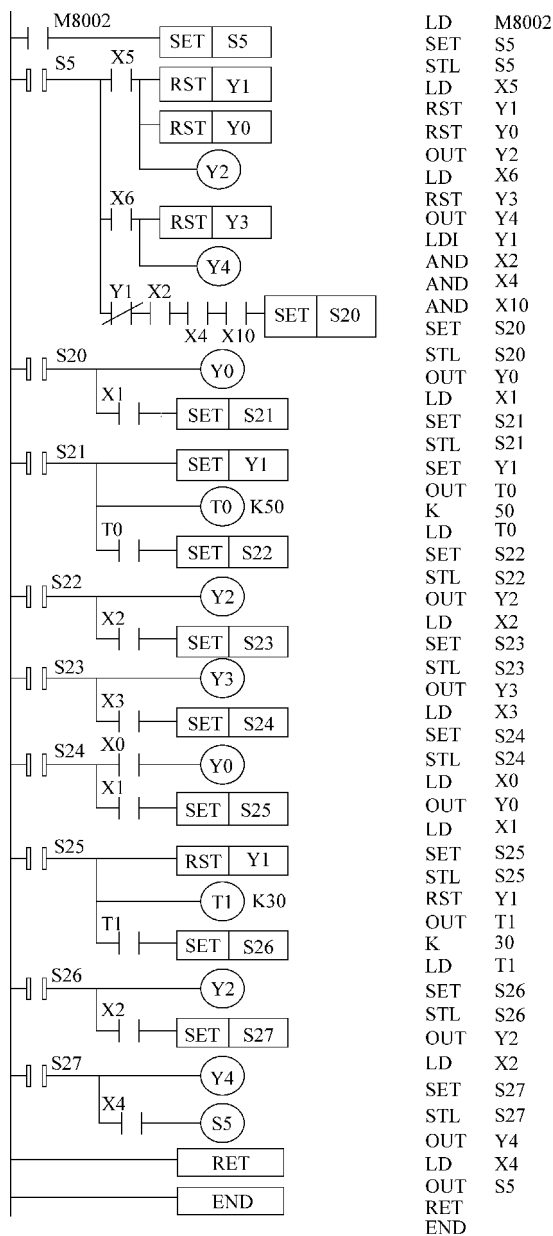 M8002
SET S5
S5 X5
RST Y1
RST Y0
Y2
X6
RST Y3
Y4
Y1 X2
SET S20
X4 X10
S20
Y0
X1
SET S21
S21
SET Y1
T0 K50
T0
SET S22
S22
Y2
X2
SET S23
S23
Y3
X3
SET S24
S24 X0
Y0
X1
SET S25
S25
RST Y1
T1 K30
T1
SET S26
S26
Y2
X2
SET S27
S27
Y4
X4
S5
RET
END
LD M8002
SET S5
STL S5
LD X5
RST Y1
RST Y0
OUT Y2
LD X6
RST Y3
OUT Y4
LDI Y1
AND X2
AND X4
AND X10
SET S20
STL S20
OUT Y0
LD X1
SET S21
STL S21
SET Y1
OUT T0
K 50
LD T0
SET S22
STL S22
OUT Y2
LD X2
SET S23
STL S23
OUT Y3
LD X3
SET S24
STL S24
LD X0
OUT Y0
LD X1
SET S25
STL S25
RST Y1
OUT T1
K 30
LD T1
SET S26
STL S26
OUT Y2
LD X2
SET S27
STL S27
OUT Y4
LD X4
OUT S5
RET
END